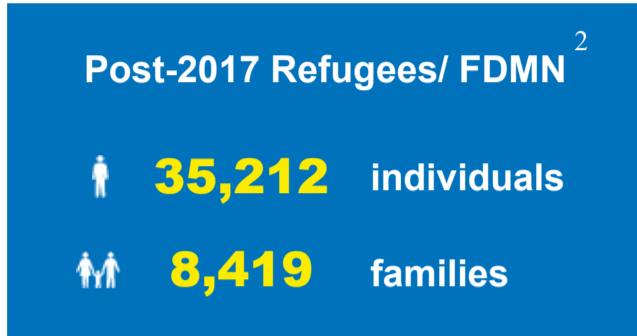 Post-2017 Refugees/ FDMN 2
35,212 individuals
8,419 families